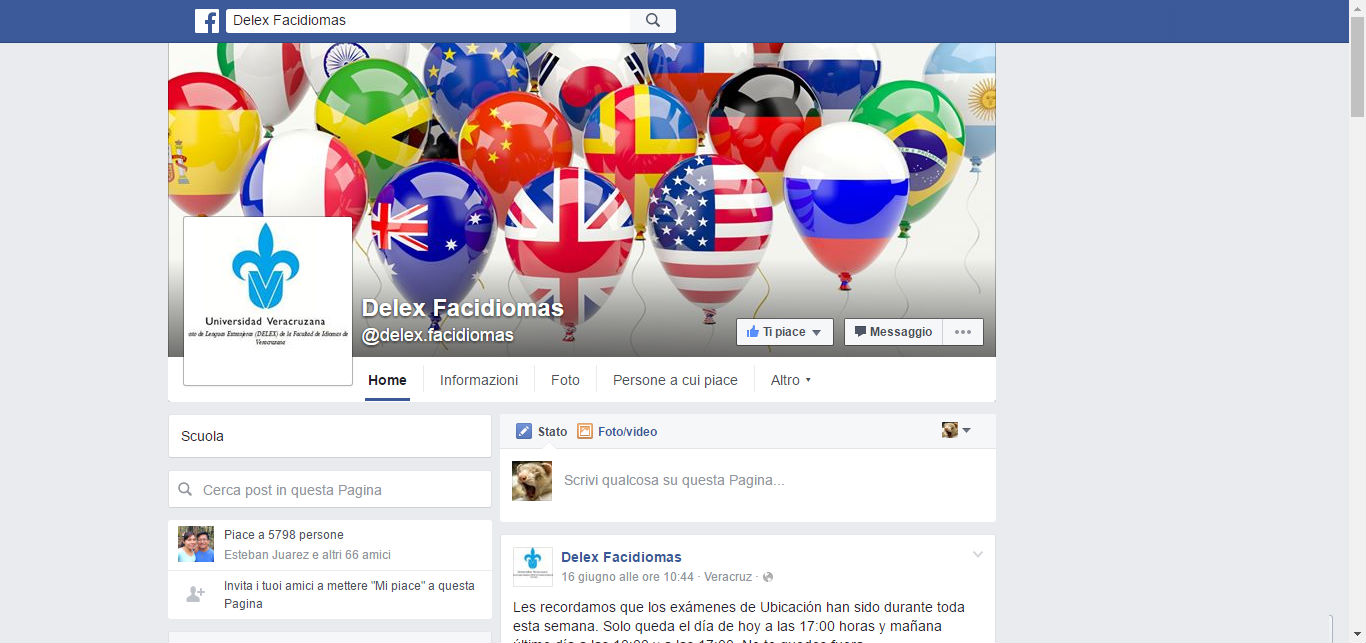 Delex Facidiomas
Universidad Veracruzana
de Lenguas Extranjeras (DELEX) de la Facultad de Idiomas de
Veracruzana
Delex Facidiomas
@delex.facidiomas
Ti piace
Messaggio
Home
Informazioni
Foto
Persone a cui piace
Altro
Scuola
Cerca post in questa Pagina
Piace a 5798 persone
Esteban Juarez e altri 66 amici
Invita i tuoi amici a mettere "Mi piace" a questa
Pagina
Stato
Foto/video
Scrivi qualcosa su questa Pagina...
Delex Facidiomas
16 giugno alle ore 10:44 · Veracruz ·
Les recordamos que los exámenes de Ubicación han sido durante toda
esta semana. Solo queda el día de hoy a las 17:00 horas y mañana